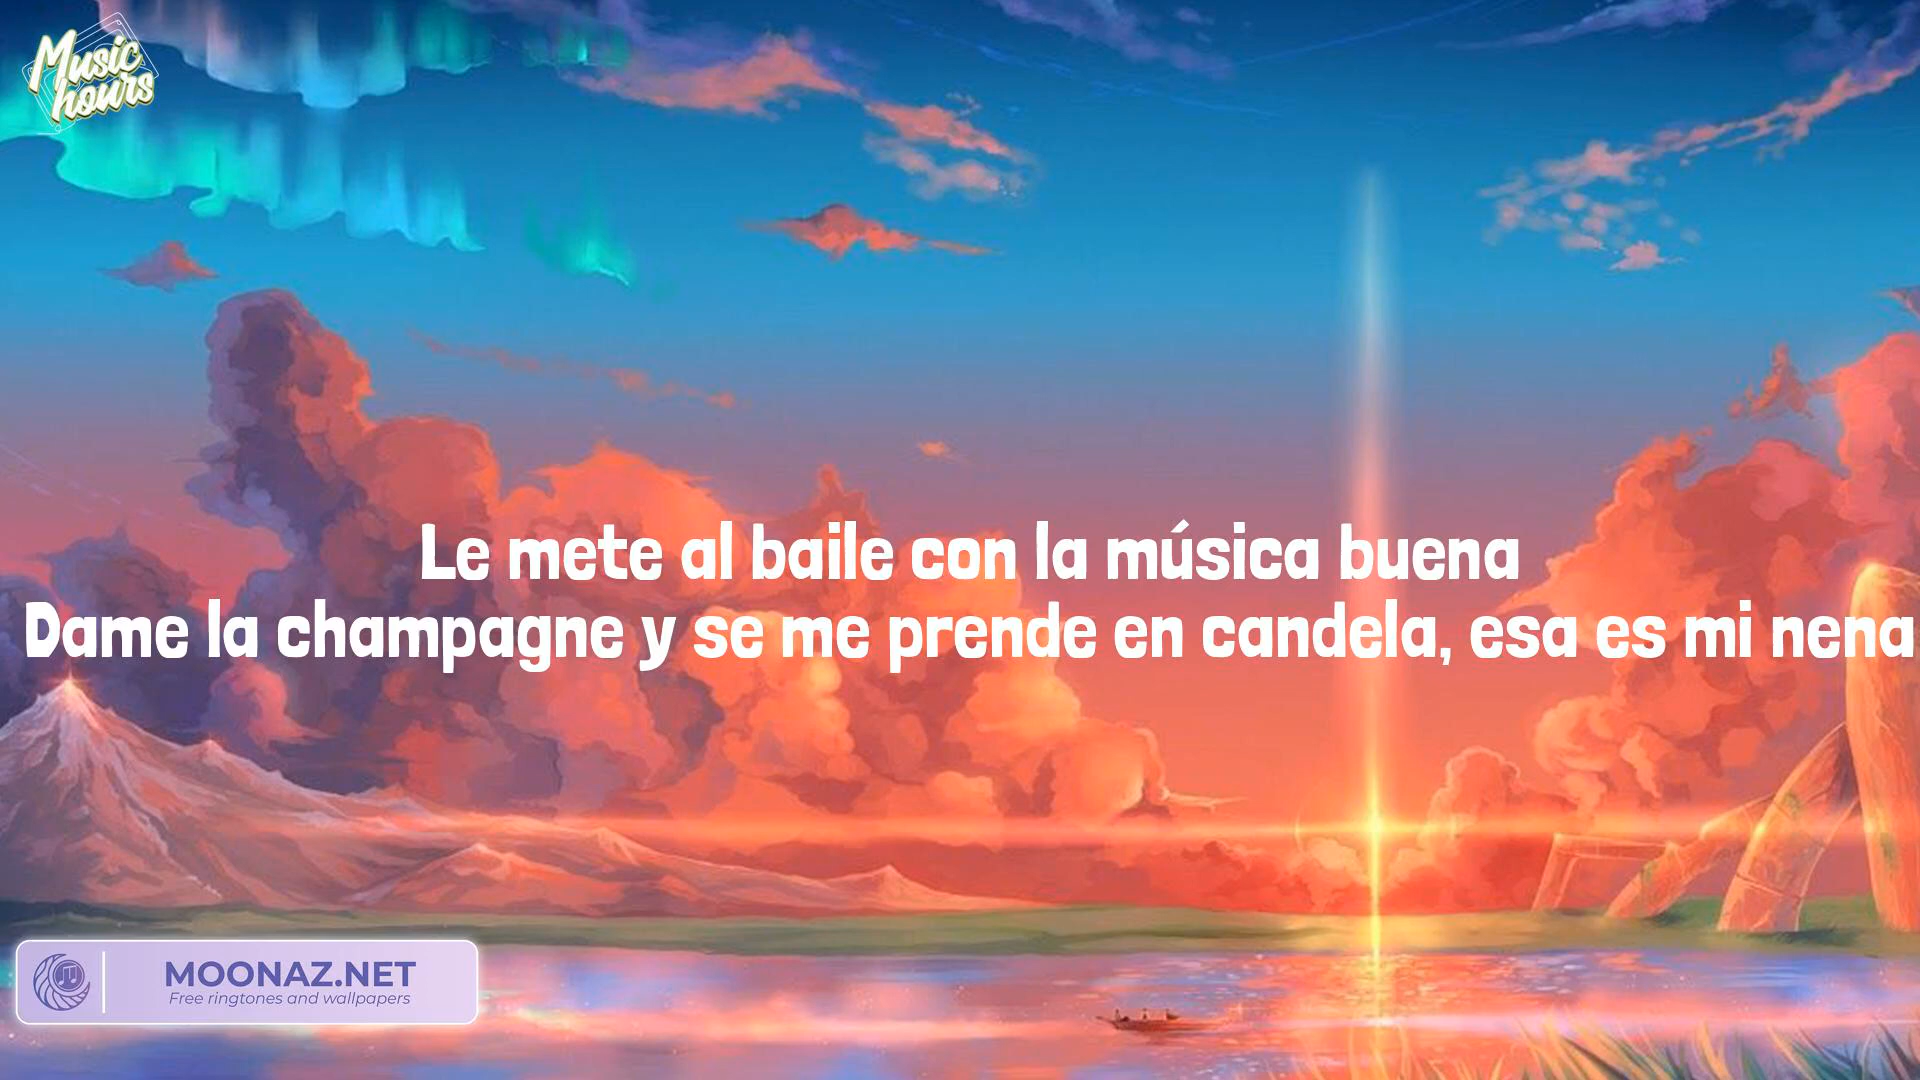 Music
hours
Le mete al baile con la música buena
Dame la champagne y se me prende en candela, esa es mi nena
MOONAZ.NET
Free ringtones and wallpapers